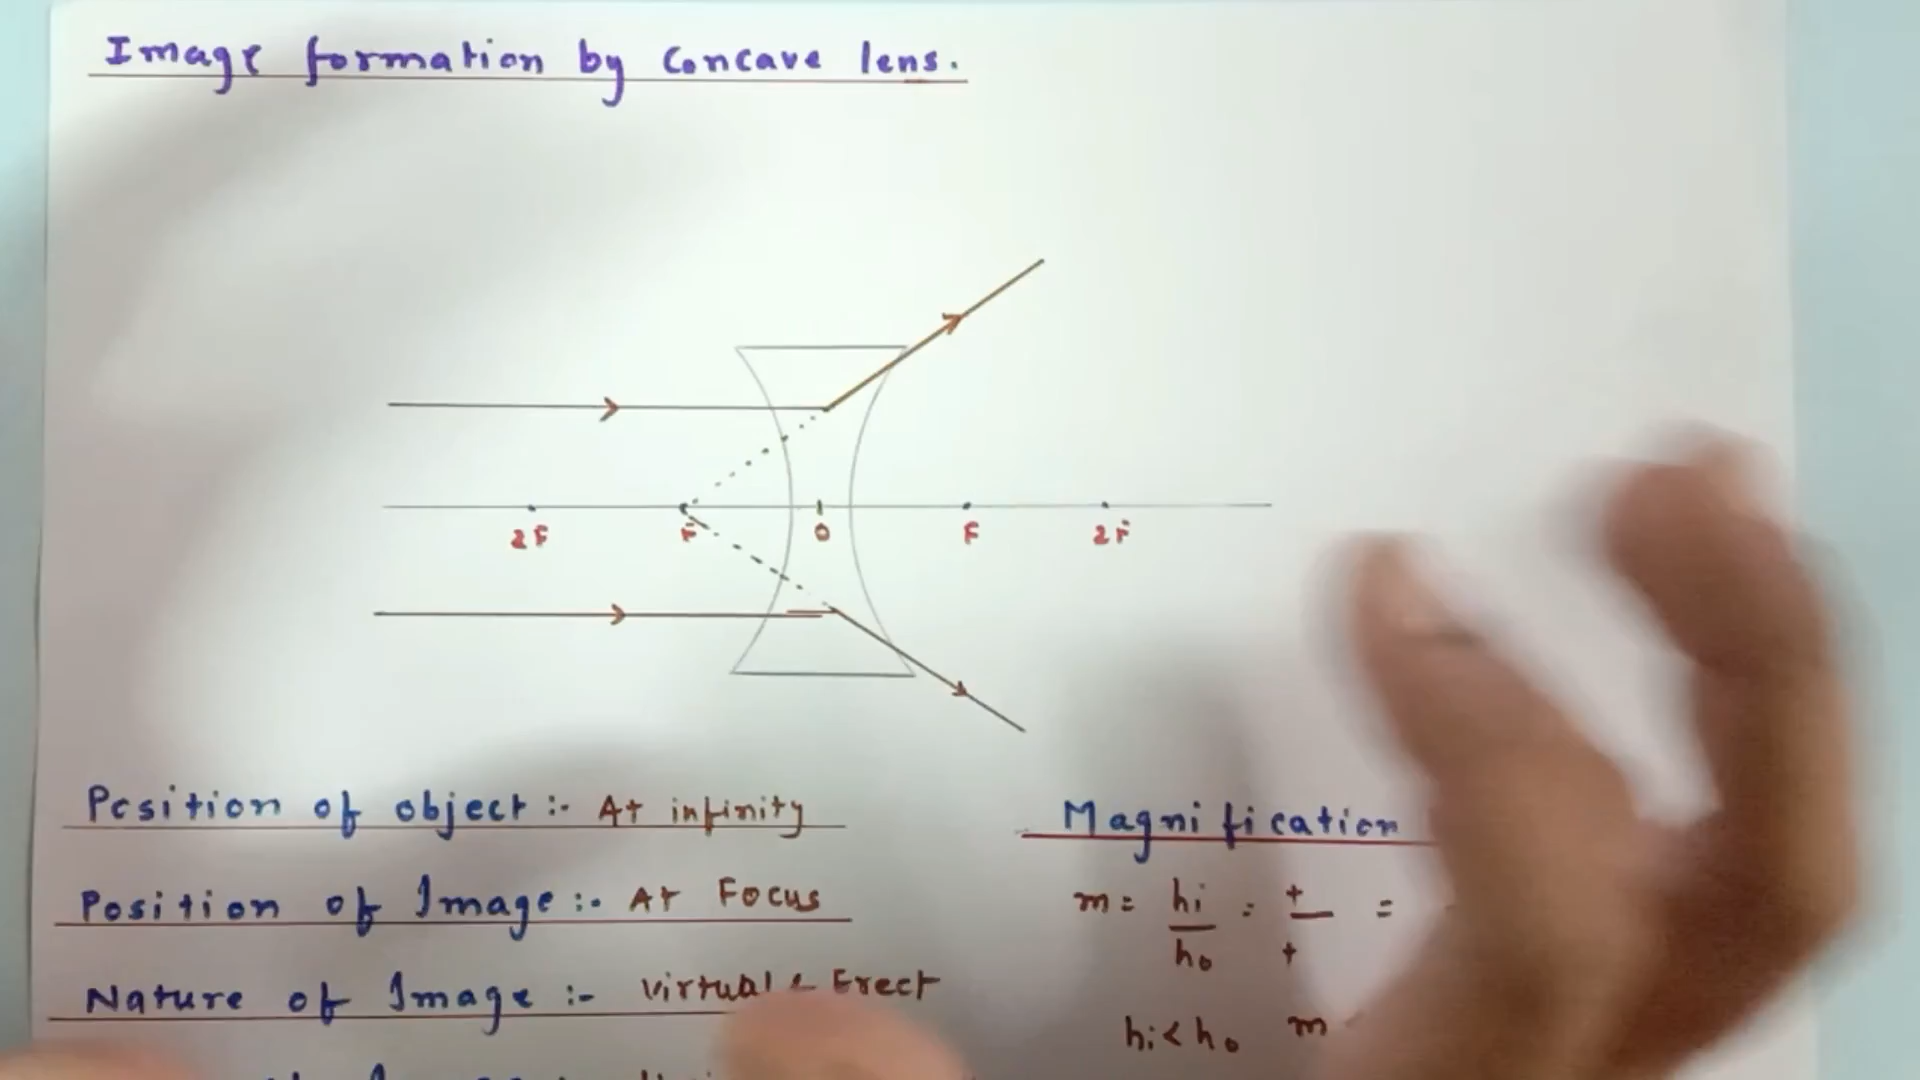 Image formation by concave lens.
2F F O F 2F
Position of object :- At infinity
Position of Image :- At Focus
Nature of Image :- Virtual & Erect
Magnification
m = hi / ho = + / + =
hi < ho m